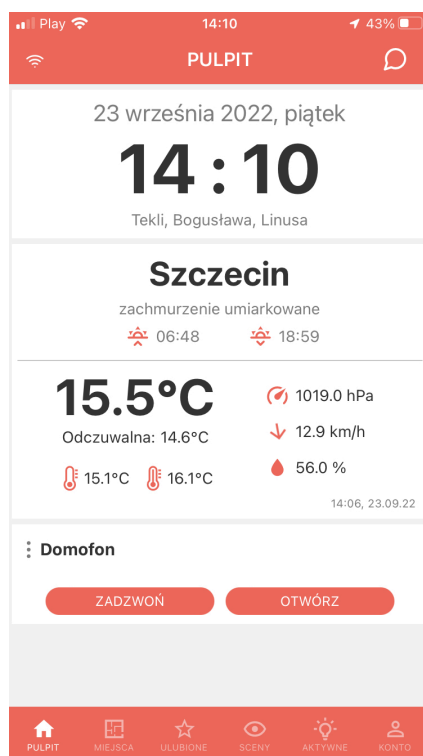 Play 14:10 43%
PULPIT
23 września 2022, piątek
14 : 10
Tekli, Bogusława, Linusa
Szczecin
zachmurzenie umiarkowane
06:48 18:59
15.5°C
Odczuwalna: 14.6°C
15.1°C 16.1°C
1019.0 hPa
12.9 km/h
56.0 %
14:06, 23.09.22
Domofon
ZADZWOŃ OTWÓRZ
PULPIT MIEJSCA ULUBIONE SCENY AKTYWNE KONTO